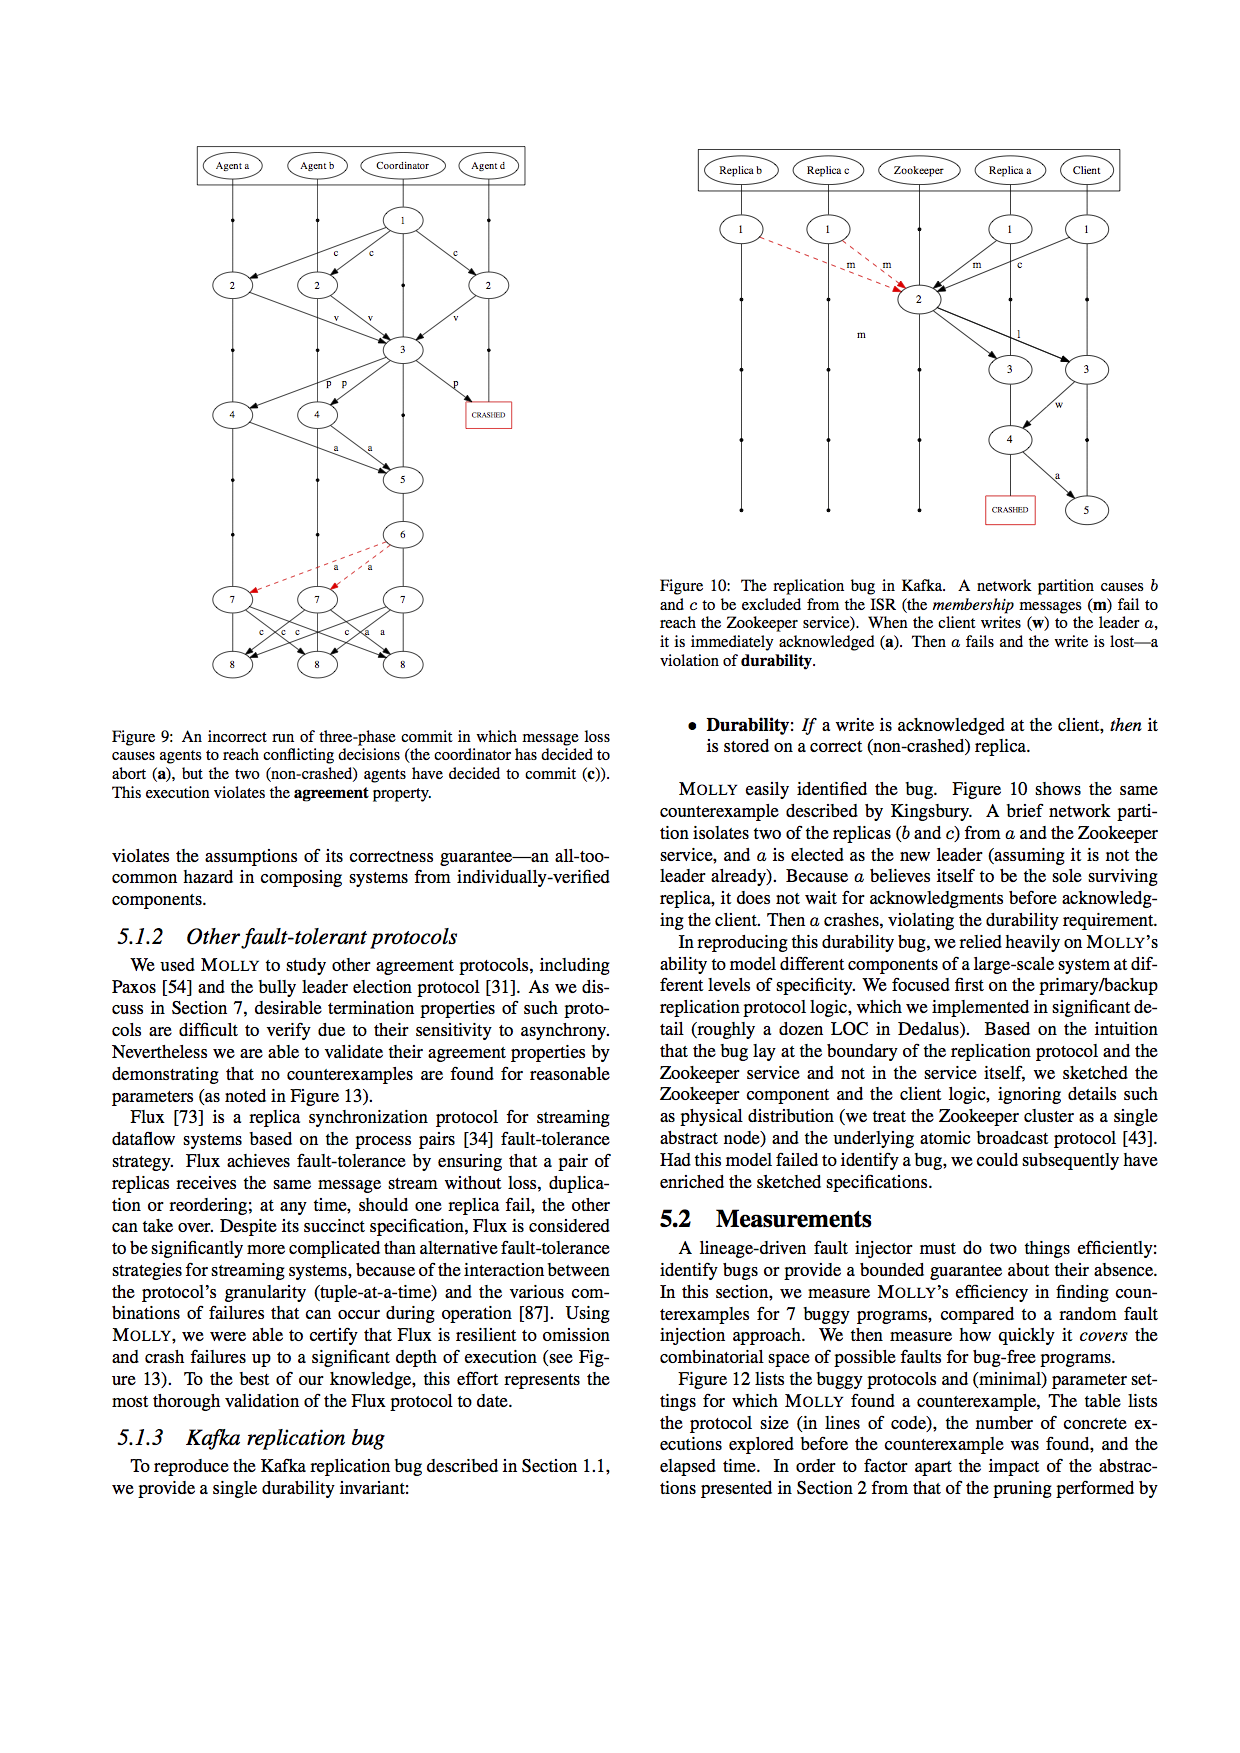 Agent a Agent b Coordinator Agent d
1
c c c
2 2 2
v v v
3
p p p
4 4 CRASHED
a a
5
6
a a
7 7 7
c c c c a a
8 8 8
Figure 9: An incorrect run of three-phase commit in which message loss
causes agents to reach conflicting decisions (the coordinator has decided to
abort (a), but the two (non-crashed) agents have decided to commit (c)).
This execution violates the agreement property.
violates the assumptions of its correctness guarantee—an all-too-
common hazard in composing systems from individually-verified
components.
5.1.2 Other fault-tolerant protocols
We used MOLLY to study other agreement protocols, including
Paxos [54] and the bully leader election protocol [31]. As we dis-
cuss in Section 7, desirable termination properties of such proto-
cols are difficult to verify due to their sensitivity to asynchrony.
Nevertheless we are able to validate their agreement properties by
demonstrating that no counterexamples are found for reasonable
parameters (as noted in Figure 13).
Flux [73] is a replica synchronization protocol for streaming
dataflow systems based on the process pairs [34] fault-tolerance
strategy. Flux achieves fault-tolerance by ensuring that a pair of
replicas receives the same message stream without loss, duplica-
tion or reordering; at any time, should one replica fail, the other
can take over. Despite its succinct specification, Flux is considered
to be significantly more complicated than alternative fault-tolerance
strategies for streaming systems, because of the interaction between
the protocol's granularity (tuple-at-a-time) and the various com-
binations of failures that can occur during operation [87]. Using
MOLLY, we were able to certify that Flux is resilient to omission
and crash failures up to a significant depth of execution (see Fig-
ure 13). To the best of our knowledge, this effort represents the
most thorough validation of the Flux protocol to date.
5.1.3 Kafka replication bug
To reproduce the Kafka replication bug described in Section 1.1,
we provide a single durability invariant:
Replica b Replica c Zookeeper Replica a Client
1 1 1 1
m m m c
2
m l
3 3
w
4
a
CRASHED 5
Figure 10: The replication bug in Kafka. A network partition causes b
and c to be excluded from the ISR (the membership messages (m) fail to
reach the Zookeeper service). When the client writes (w) to the leader a,
it is immediately acknowledged (a). Then a fails and the write is lost—a
violation of durability.
• Durability: If a write is acknowledged at the client, then it
is stored on a correct (non-crashed) replica.
MOLLY easily identified the bug. Figure 10 shows the same
counterexample described by Kingsbury. A brief network parti-
tion isolates two of the replicas (b and c) from a and the Zookeeper
service, and a is elected as the new leader (assuming it is not the
leader already). Because a believes itself to be the sole surviving
replica, it does not wait for acknowledgments before acknowledg-
ing the client. Then a crashes, violating the durability requirement.
In reproducing this durability bug, we relied heavily on MOLLY's
ability to model different components of a large-scale system at dif-
ferent levels of specificity. We focused first on the primary/backup
replication protocol logic, which we implemented in significant de-
tail (roughly a dozen LOC in Dedalus). Based on the intuition
that the bug lay at the boundary of the replication protocol and the
Zookeeper service and not in the service itself, we sketched the
Zookeeper component and the client logic, ignoring details such
as physical distribution (we treat the Zookeeper cluster as a single
abstract node) and the underlying atomic broadcast protocol [43].
Had this model failed to identify a bug, we could subsequently have
enriched the sketched specifications.
5.2 Measurements
A lineage-driven fault injector must do two things efficiently:
identify bugs or provide a bounded guarantee about their absence.
In this section, we measure MOLLY's efficiency in finding coun-
terexamples for 7 buggy programs, compared to a random fault
injection approach. We then measure how quickly it covers the
combinatorial space of possible faults for bug-free programs.
Figure 12 lists the buggy protocols and (minimal) parameter set-
tings for which MOLLY found a counterexample, The table lists
the protocol size (in lines of code), the number of concrete ex-
ecutions explored before the counterexample was found, and the
elapsed time. In order to factor apart the impact of the abstrac-
tions presented in Section 2 from that of the pruning performed by